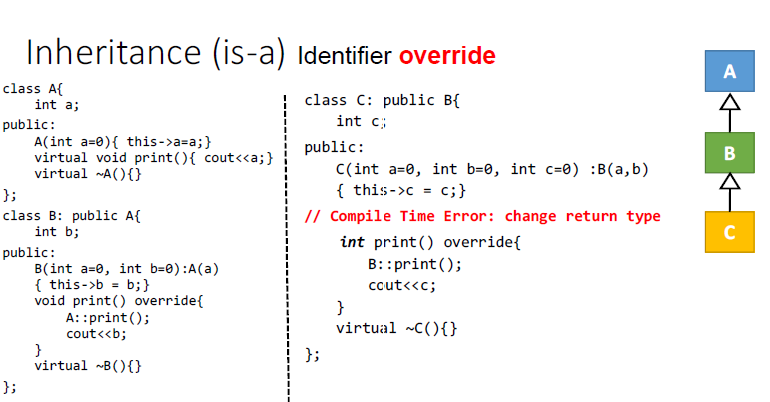 Inheritance (is-a) Identifier override
class A{
int a;
public:
A(int a=0){ this->a=a;}
virtual void print(){ cout<<a;}
virtual ~A(){}
};
class B: public A{
int b;
public:
B(int a=0, int b=0):A(a)
{ this->b = b;}
void print() override{
A::print();
cout<<b;
}
virtual ~B(){}
};
class C: public B{
int c;
public:
C(int a=0, int b=0, int c=0) :B(a,b)
{ this->c = c;}
// Compile Time Error: change return type
int print() override{
B::print();
cout<<c;
}
virtual ~C(){}
};
A
B
C